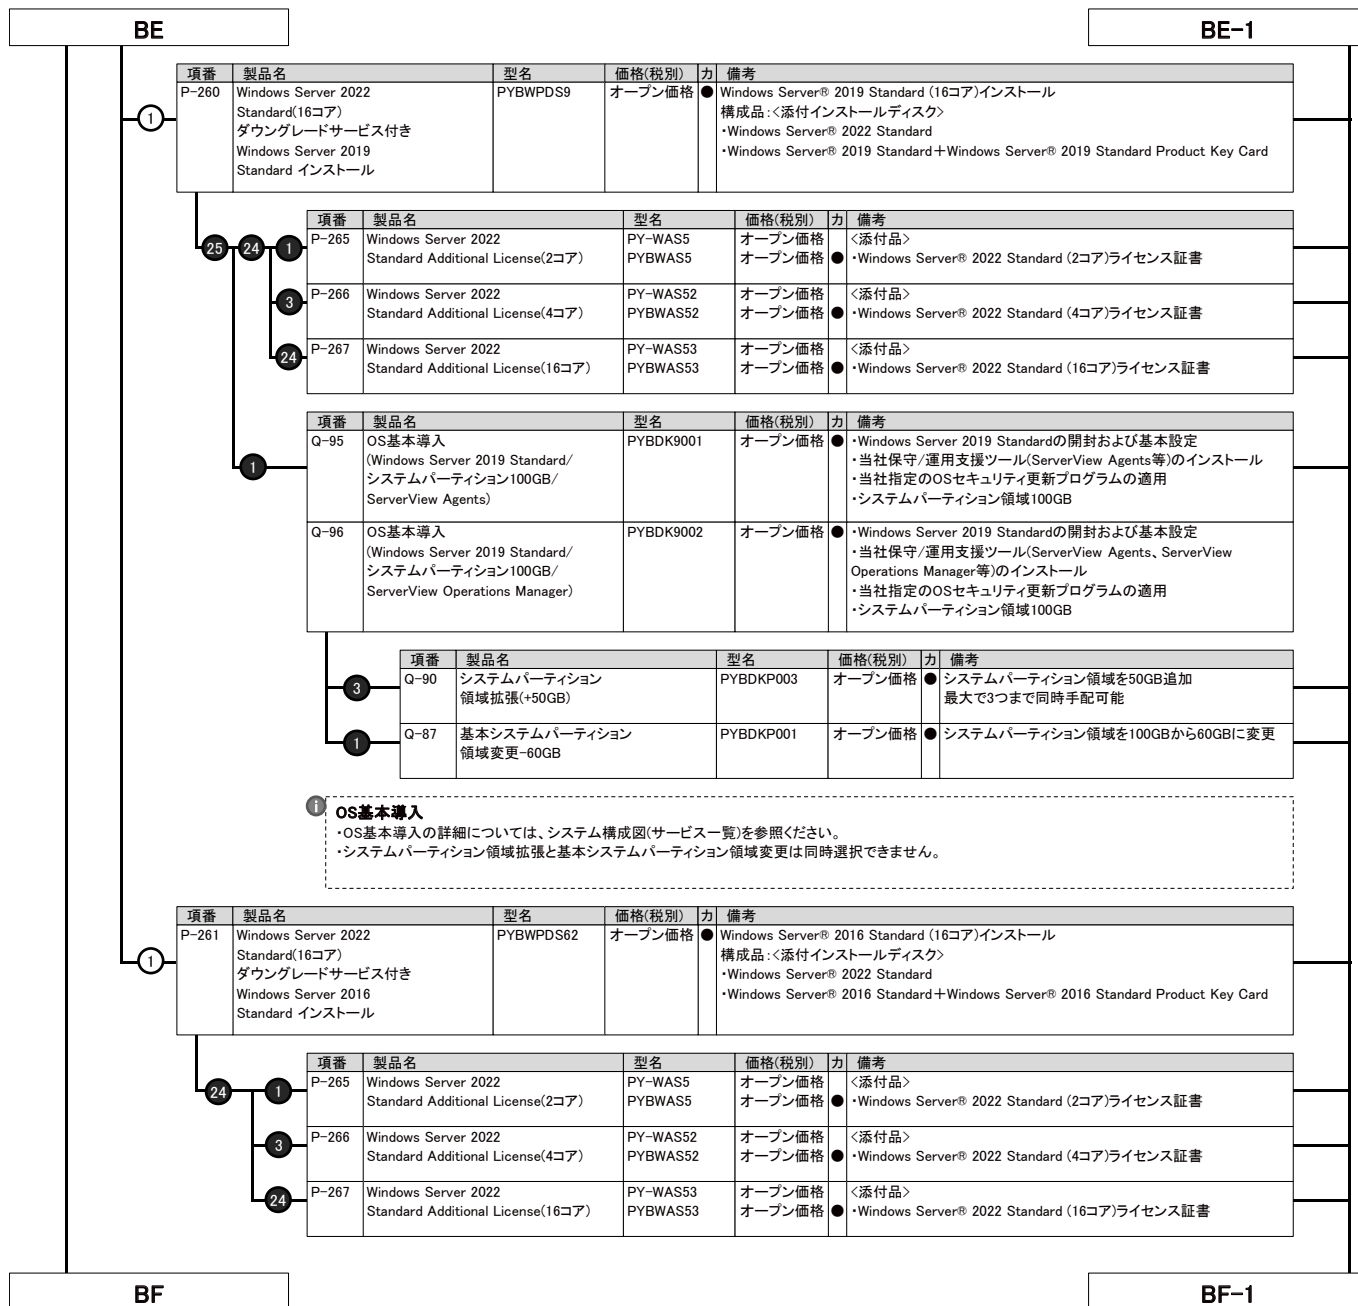 BE
BE-1
項番 製品名 型名 価格(税別) カ 備考
P-260 Windows Server 2022 PYBWPDS9 オープン価格 ● Windows Server® 2019 Standard (16コア)インストール
Standard(16コア) 構成品:<添付インストールディスク>
ダウングレードサービス付き ・Windows Server® 2022 Standard
Windows Server 2019 ・Windows Server® 2019 Standard+Windows Server® 2019 Standard Product Key Card
Standard インストール
1
項番 製品名 型名 価格(税別) カ 備考
25 24 1 P-265 Windows Server 2022 PY-WAS5 オープン価格 <添付品>
Standard Additional License(2コア) PYBWAS5 オープン価格 ● ・Windows Server® 2022 Standard (2コア)ライセンス証書
3 P-266 Windows Server 2022 PY-WAS52 オープン価格 <添付品>
Standard Additional License(4コア) PYBWAS52 オープン価格 ● ・Windows Server® 2022 Standard (4コア)ライセンス証書
24 P-267 Windows Server 2022 PY-WAS53 オープン価格 <添付品>
Standard Additional License(16コア) PYBWAS53 オープン価格 ● ・Windows Server® 2022 Standard (16コア)ライセンス証書
項番 製品名 型名 価格(税別) カ 備考
Q-95 OS基本導入 PYBDK9001 オープン価格 ● ・Windows Server 2019 Standardの開封および基本設定
(Windows Server 2019 Standard/ ・当社保守/運用支援ツール(ServerView Agents等)のインストール
1 システムパーティション100GB/ ・当社指定のOSセキュリティ更新プログラムの適用
ServerView Agents) ・システムパーティション領域100GB
Q-96 OS基本導入 PYBDK9002 オープン価格 ● ・Windows Server 2019 Standardの開封および基本設定
(Windows Server 2019 Standard/ ・当社保守/運用支援ツール(ServerView Agents、ServerView
システムパーティション100GB/ Operations Manager等)のインストール
ServerView Operations Manager) ・当社指定のOSセキュリティ更新プログラムの適用
・システムパーティション領域100GB
項番 製品名 型名 価格(税別) カ 備考
3 Q-90 システムパーティション PYBDKP003 オープン価格 ● システムパーティション領域を50GB追加
領域拡張(+50GB) 最大で3つまで同時手配可能
1 Q-87 基本システムパーティション PYBDKP001 オープン価格 ● システムパーティション領域を100GBから60GBに変更
領域変更-60GB
i OS基本導入
・OS基本導入の詳細については、システム構成図(サービス一覧)を参照ください。
・システムパーティション領域拡張と基本システムパーティション領域変更は同時選択できません。
項番 製品名 型名 価格(税別) カ 備考
P-261 Windows Server 2022 PYBWPDS62 オープン価格 ● Windows Server® 2016 Standard (16コア)インストール
1 Standard(16コア) 構成品:<添付インストールディスク>
ダウングレードサービス付き ・Windows Server® 2022 Standard
Windows Server 2016 ・Windows Server® 2016 Standard+Windows Server® 2016 Standard Product Key Card
Standard インストール
項番 製品名 型名 価格(税別) カ 備考
24 1 P-265 Windows Server 2022 PY-WAS5 オープン価格 <添付品>
Standard Additional License(2コア) PYBWAS5 オープン価格 ● ・Windows Server® 2022 Standard (2コア)ライセンス証書
3 P-266 Windows Server 2022 PY-WAS52 オープン価格 <添付品>
Standard Additional License(4コア) PYBWAS52 オープン価格 ● ・Windows Server® 2022 Standard (4コア)ライセンス証書
24 P-267 Windows Server 2022 PY-WAS53 オープン価格 <添付品>
Standard Additional License(16コア) PYBWAS53 オープン価格 ● ・Windows Server® 2022 Standard (16コア)ライセンス証書
BF
BF-1